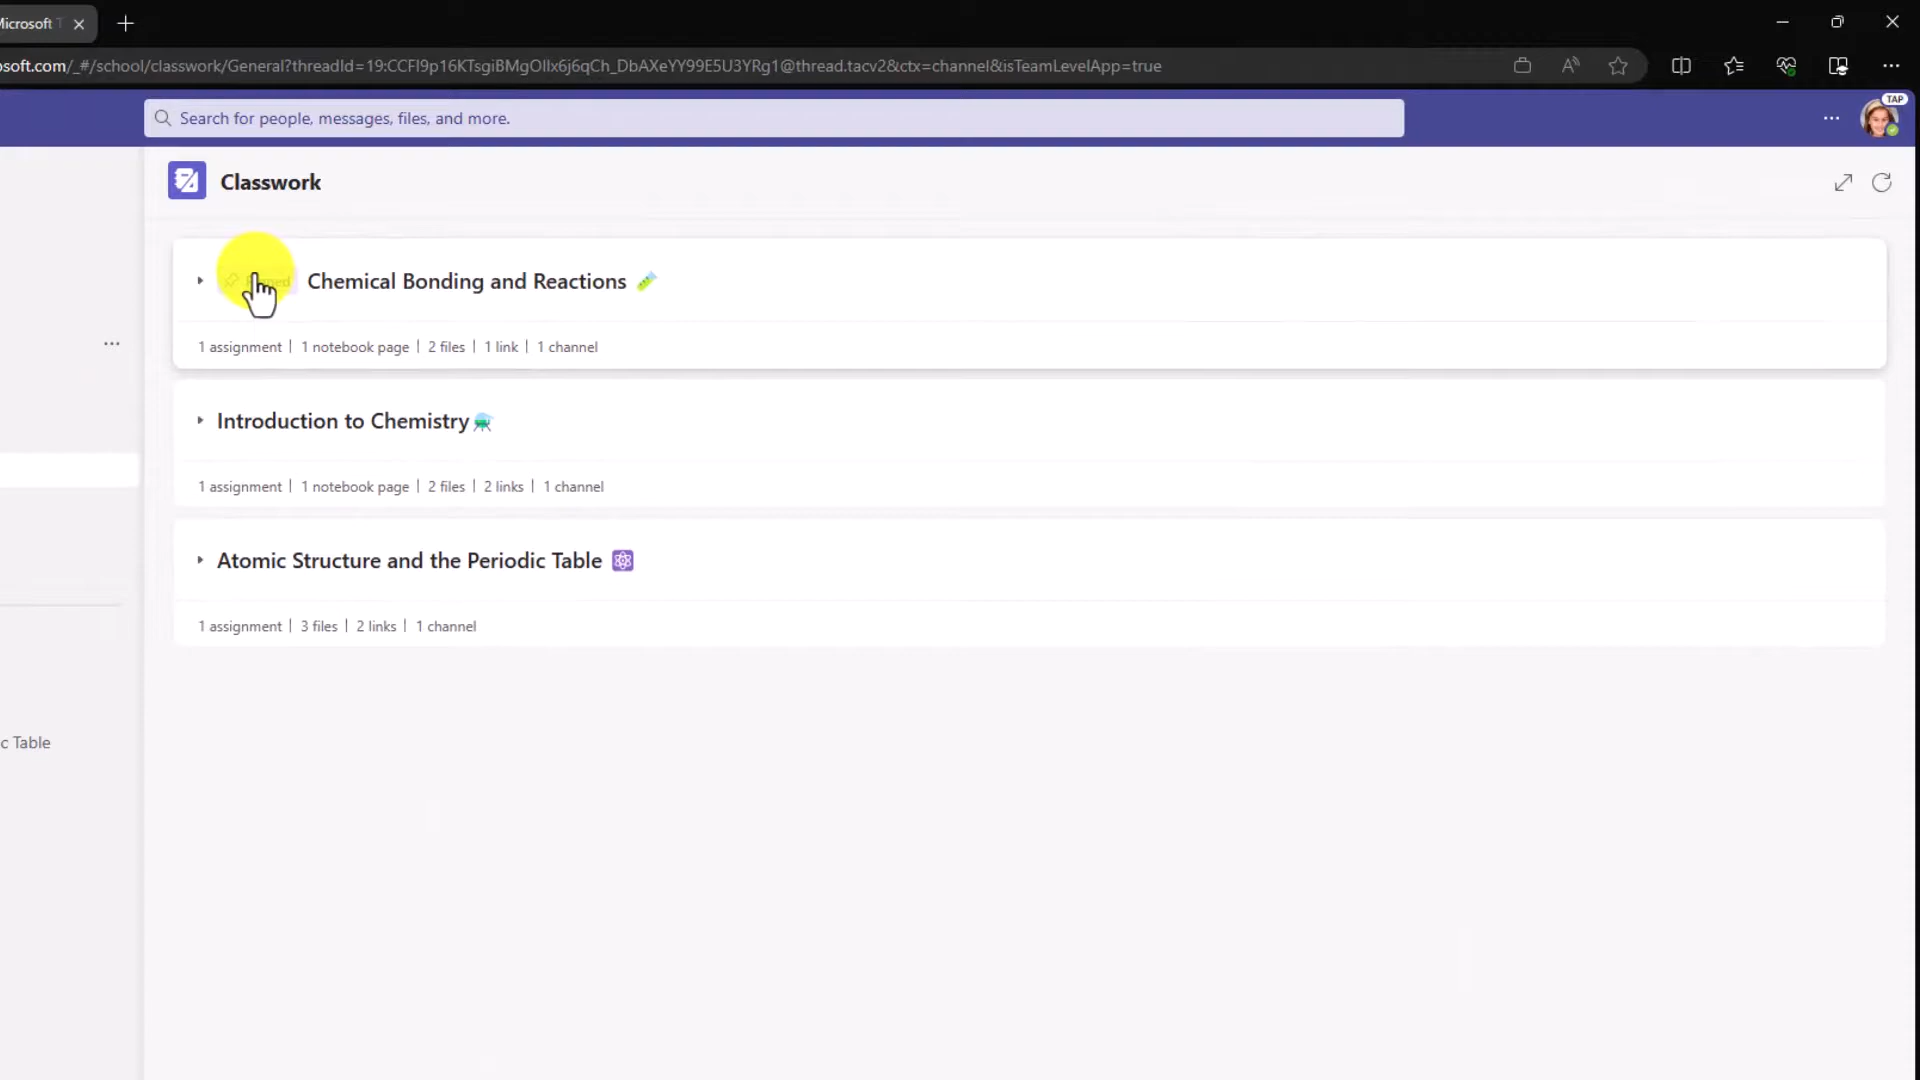 Microsoft T
osoft.com/_#/school/classwork/General?threadId=19:CCFI9p16KTsgiBMgOIlx6j6qCh_DbAXeYY99E5U3YRg1@thread.tacv2&ctx=channel&isTeamLevelApp=true
TAP
Search for people, messages, files, and more.
Classwork
Chemical Bonding and Reactions
1 assignment | 1 notebook page | 2 files | 1 link | 1 channel
Introduction to Chemistry
1 assignment | 1 notebook page | 2 files | 2 links | 1 channel
Atomic Structure and the Periodic Table
1 assignment | 3 files | 2 links | 1 channel
c Table